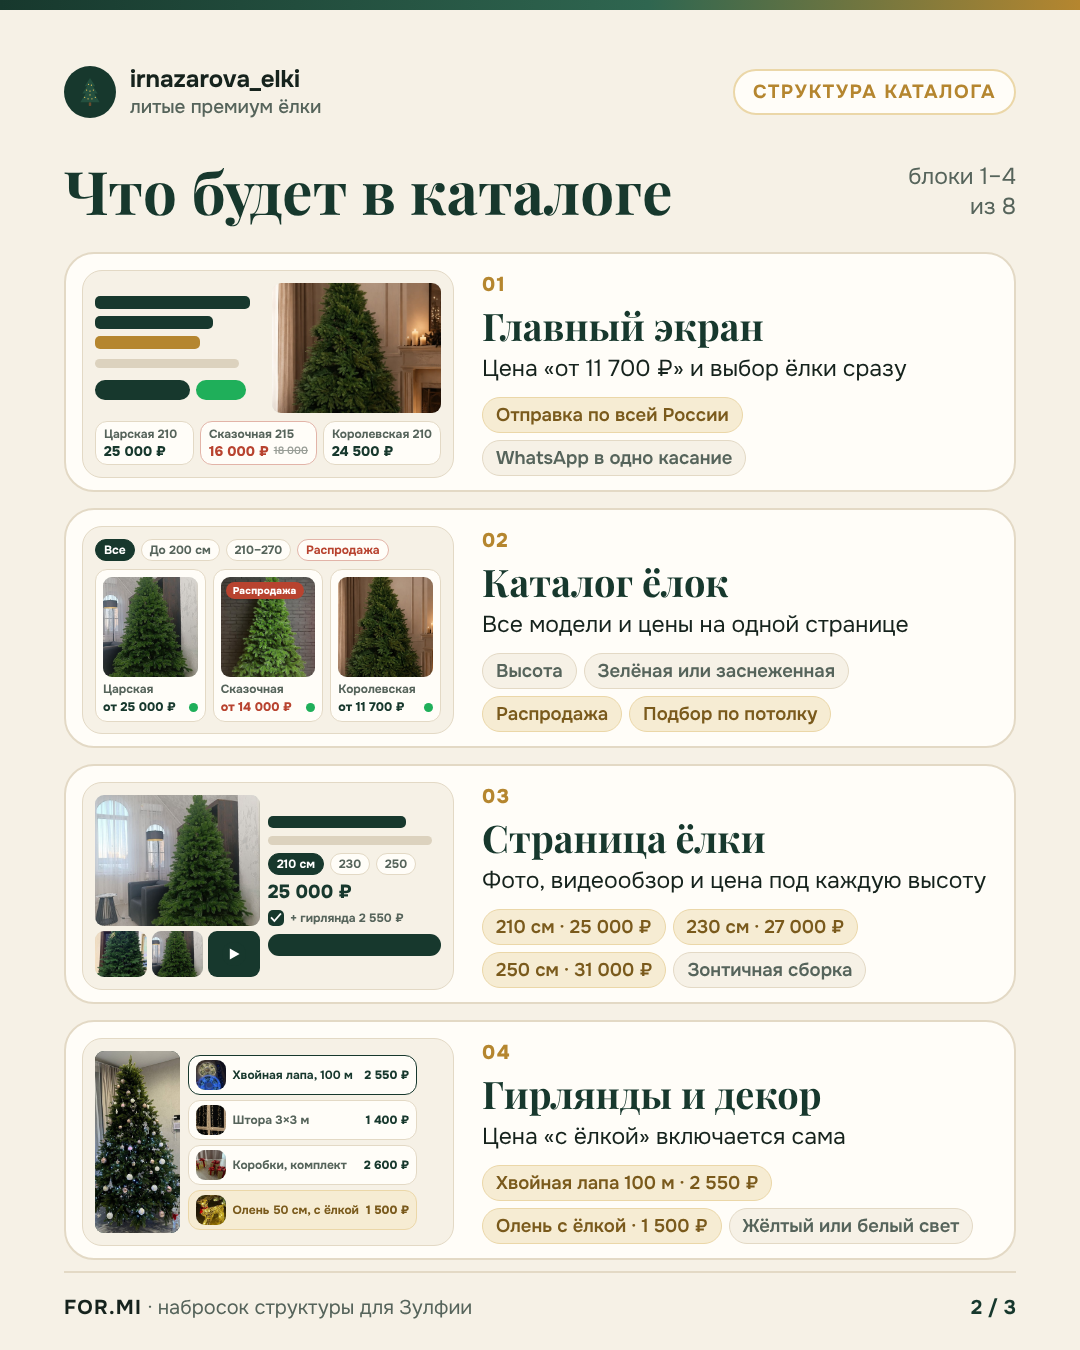 irnazarova_elki
литые премиум ёлки
СТРУКТУРА КАТАЛОГА
Что будет в каталоге
блоки 1–4
из 8
Царская 210
25 000 ₽
Сказочная 215
16 000 ₽ 18 000
Королевская 210
24 500 ₽
01
Главный экран
Цена «от 11 700 ₽» и выбор ёлки сразу
Отправка по всей России
WhatsApp в одно касание
Все
До 200 см
210–270
Распродажа
Распродажа
Царская
от 25 000 ₽
Сказочная
от 14 000 ₽
Королевская
от 11 700 ₽
02
Каталог ёлок
Все модели и цены на одной странице
Высота
Зелёная или заснеженная
Распродажа
Подбор по потолку
210 см
230
250
25 000 ₽
+ гирлянда 2 550 ₽
03
Страница ёлки
Фото, видеообзор и цена под каждую высоту
210 см · 25 000 ₽
230 см · 27 000 ₽
250 см · 31 000 ₽
Зонтичная сборка
Хвойная лапа, 100 м 2 550 ₽
Штора 3×3 м 1 400 ₽
Коробки, комплект 2 600 ₽
Олень 50 см, с ёлкой 1 500 ₽
04
Гирлянды и декор
Цена «с ёлкой» включается сама
Хвойная лапа 100 м · 2 550 ₽
Олень с ёлкой · 1 500 ₽
Жёлтый или белый свет
FOR.MI · набросок структуры для Зулфии
2 / 3